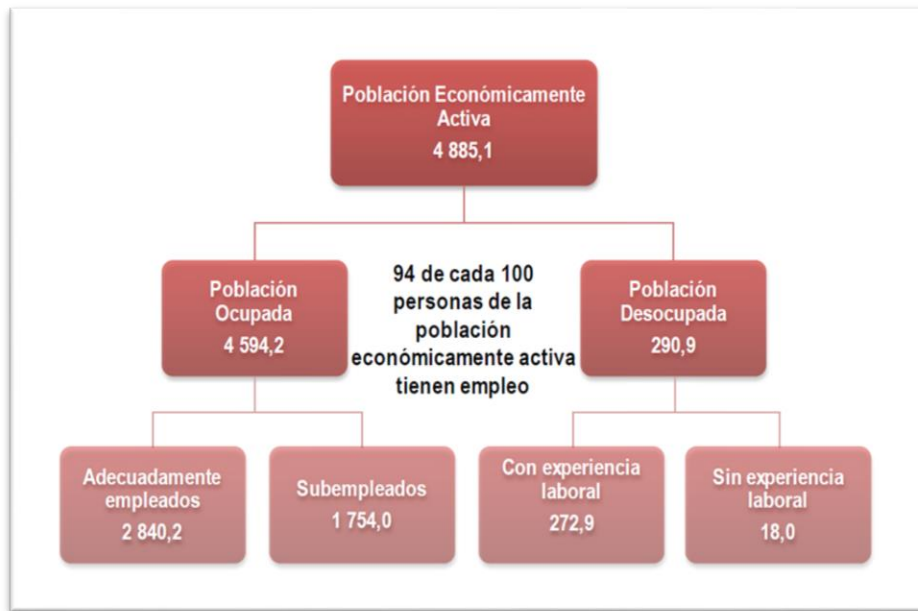 Población Económicamente
Activa
4 885,1
Población
Ocupada
4 594,2
94 de cada 100
personas de la
población
económicamente activa
tienen empleo
Población
Desocupada
290,9
Adecuadamente
empleados
2 840,2
Subempleados
1 754,0
Con experiencia
laboral
272,9
Sin experiencia
laboral
18,0